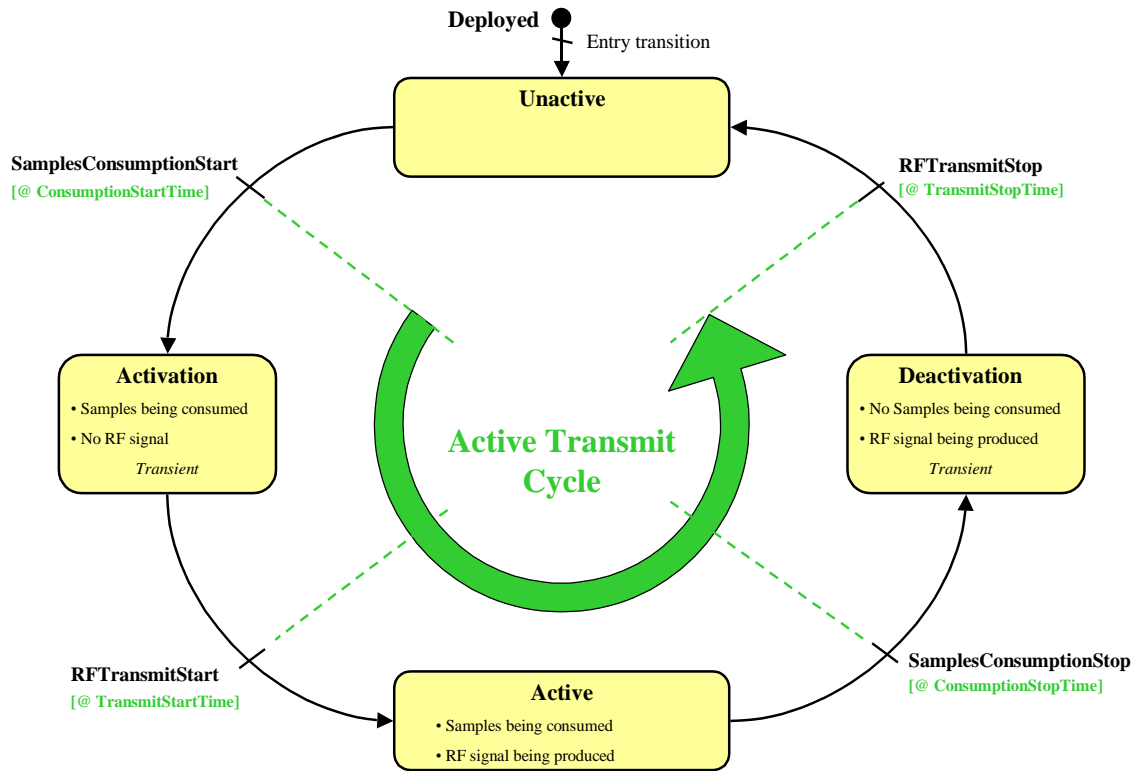 Deployed
Entry transition
Unactive
SamplesConsumptionStart
[@ ConsumptionStartTime]
RFTransmitStop
[@ TransmitStopTime]
Activation
• Samples being consumed
• No RF signal
Transient
Active Transmit
Cycle
Deactivation
• No Samples being consumed
• RF signal being produced
Transient
RFTransmitStart
[@ TransmitStartTime]
Active
• Samples being consumed
• RF signal being produced
SamplesConsumptionStop
[@ ConsumptionStopTime]